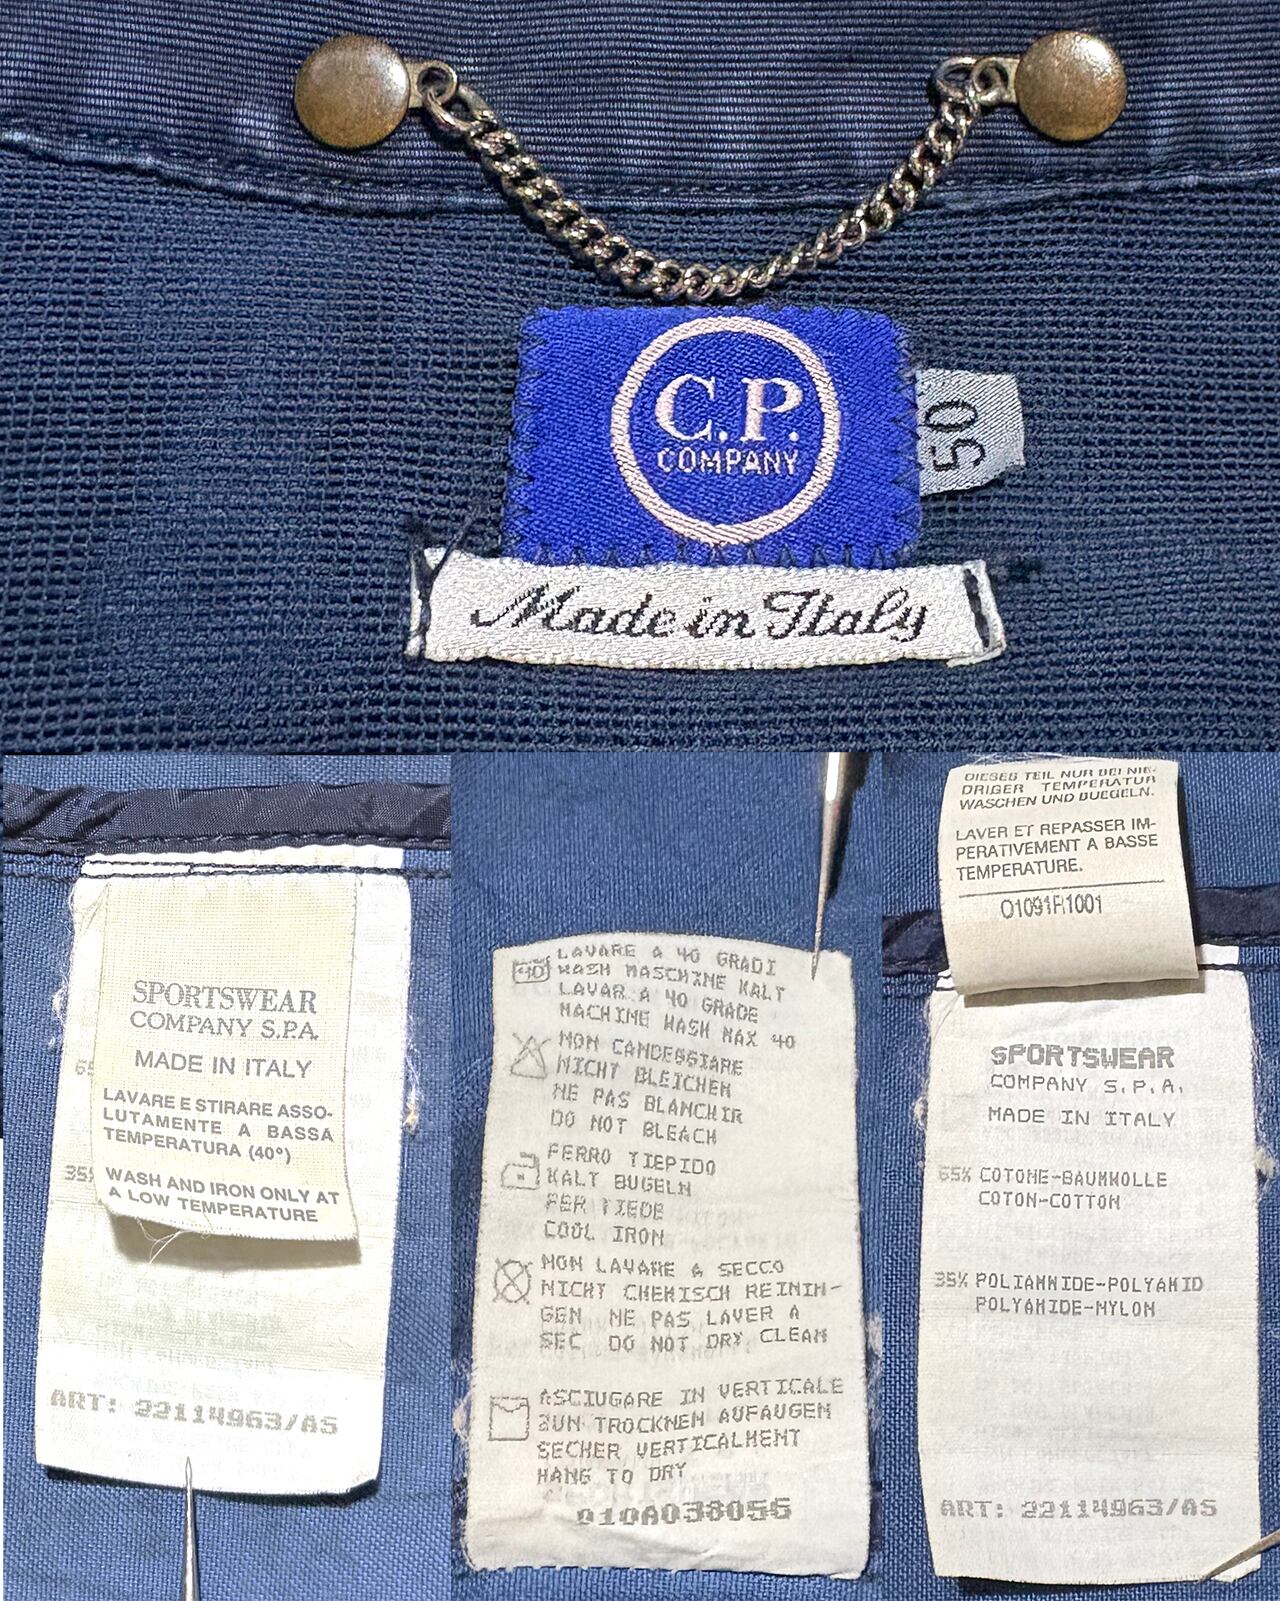 C.P.
COMPANY
50
Made in Italy
SPORTSWEAR
COMPANY S.P.A.
MADE IN ITALY
LAVARE E STIRARE ASSO-
LUTAMENTE A BASSA
TEMPERATURA (40°)
WASH AND IRON ONLY AT
A LOW TEMPERATURE
35%
ART: 22114963/AS
40
LAVARE A 40 GRADI
WASH MASCHINE KALT
LAVAR A 40 GRADE
MACHINE WASH MAX 40
NON CANDEGGIARE
NICHT BLEICHEN
NE PAS BLANCHIR
DO NOT BLEACH
FERRO TIEPIDO
KALT BUGELN
FER TIEDE
COOL IRON
NON LAVARE A SECCO
NICHT CHEMISCH REINIH-
GEN NE PAS LAVER A
SEC DO NOT DRY CLEAN
ASCIUGARE IN VERTICALE
ZUN TROCKNEN AUFAUGEN
SECHER VERTICALMENT
HANG TO DRY
010A038056
DIESES TEIL NUR BEI NIE-
DRIGER TEMPERATUR
WASCHEN UND BUEGELN.
LAVER ET REPASSER IM-
PERATIVEMENT A BASSE
TEMPERATURE.
O1091R1001
SPORTSWEAR
COMPANY S.P.A.
MADE IN ITALY
65% COTONE-BAUMWOLLE
COTON-COTTON
35% POLIAMMIDE-POLYAMID
POLYAMIDE-NYLON
ART: 22114963/AS